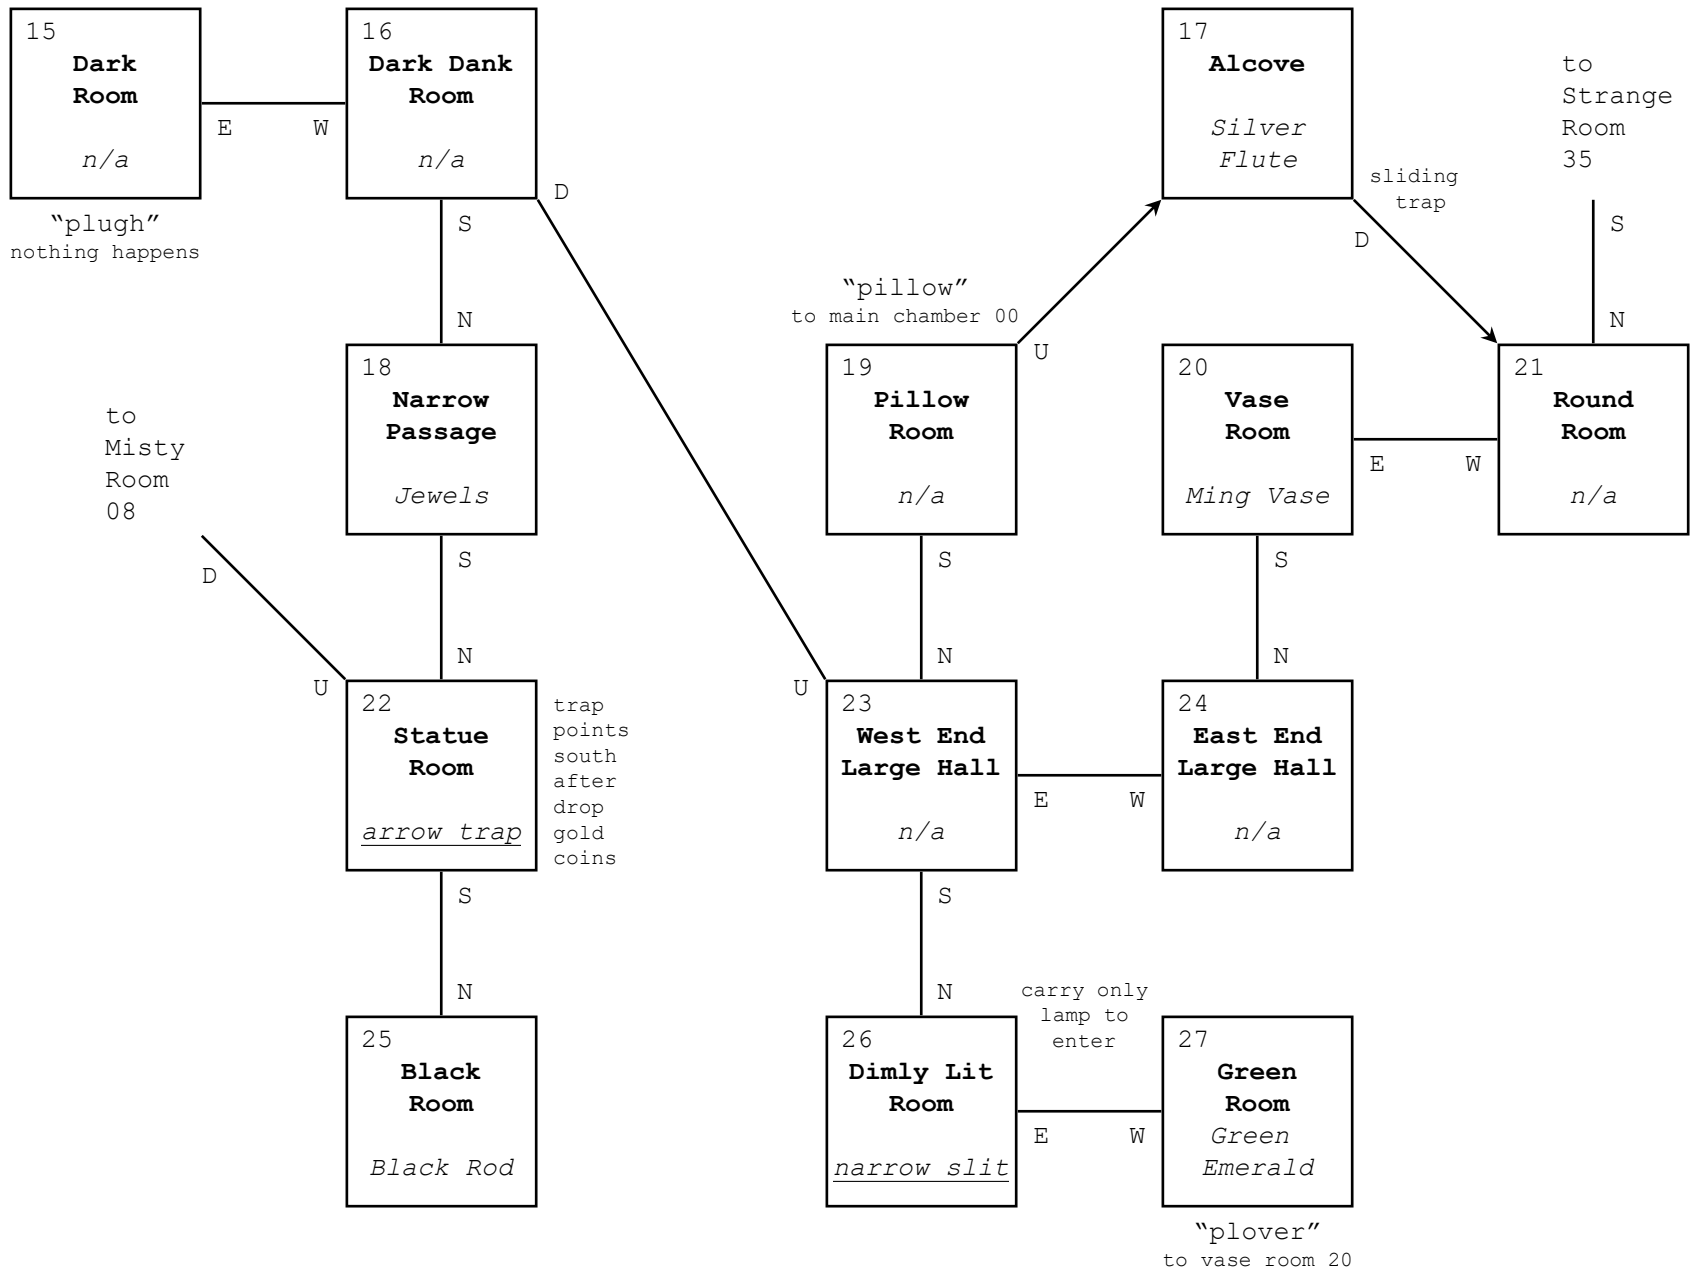 15
Dark
Room
n/a
E
W
"plugh"
nothing happens
16
Dark Dank
Room
n/a
D
S
N
17
Alcove
Silver
Flute
sliding
trap
D
to
Strange
Room
35
S
N
to
Misty
Room
08
D
U
18
Narrow
Passage
Jewels
S
N
"pillow"
to main chamber 00
U
19
Pillow
Room
n/a
S
N
20
Vase
Room
Ming Vase
E
W
S
N
21
Round
Room
n/a
22
Statue
Room
arrow trap
trap
points
south
after
drop
gold
coins
S
N
U
23
West End
Large Hall
n/a
E
W
S
N
24
East End
Large Hall
n/a
25
Black
Room
Black Rod
26
Dimly Lit
Room
narrow slit
carry only
lamp to
enter
E
W
27
Green
Room
Green
Emerald
"plover"
to vase room 20